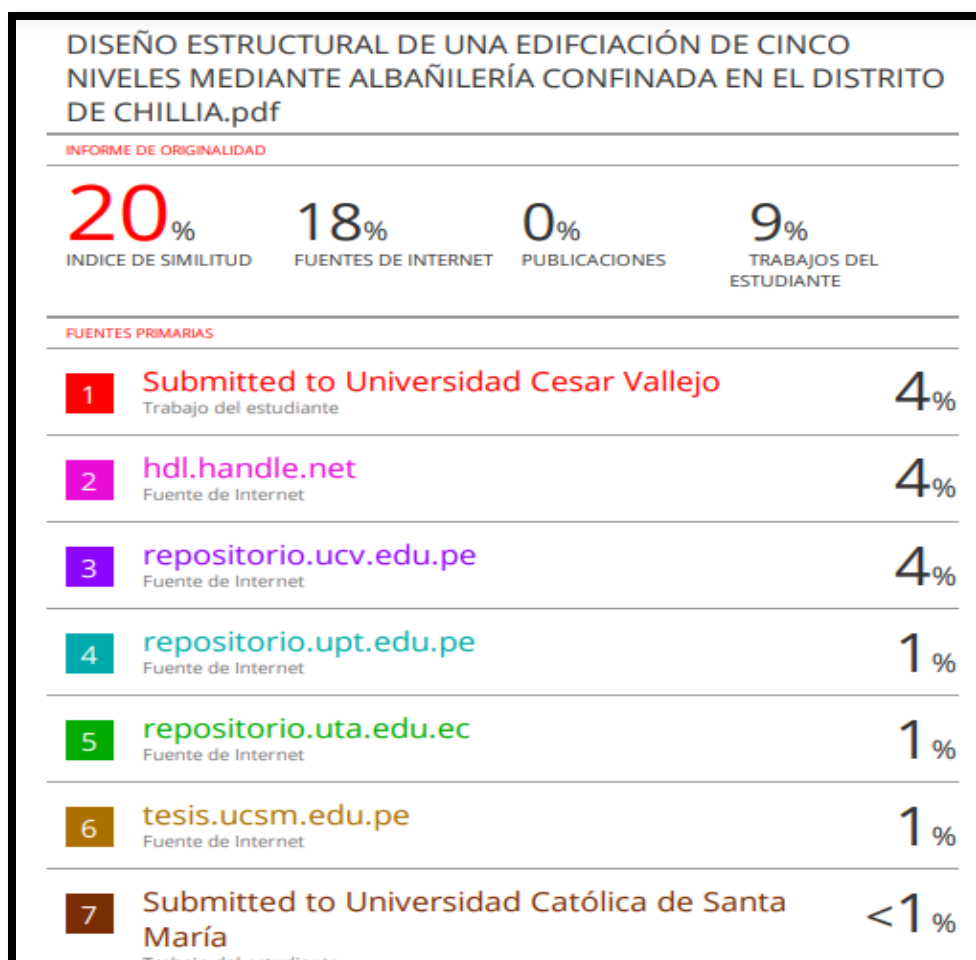 DISEÑO ESTRUCTURAL DE UNA EDIFCIACIÓN DE CINCO
NIVELES MEDIANTE ALBAÑILERÍA CONFINADA EN EL DISTRITO
DE CHILLIA.pdf
INFORME DE ORIGINALIDAD
20% 18% 0% 9%
INDICE DE SIMILITUD FUENTES DE INTERNET PUBLICACIONES TRABAJOS DEL
ESTUDIANTE
FUENTES PRIMARIAS
1 Submitted to Universidad Cesar Vallejo 4%
Trabajo del estudiante
2 hdl.handle.net 4%
Fuente de Internet
3 repositorio.ucv.edu.pe 4%
Fuente de Internet
4 repositorio.upt.edu.pe 1%
Fuente de Internet
5 repositorio.uta.edu.ec 1%
Fuente de Internet
6 tesis.ucsm.edu.pe 1%
Fuente de Internet
7 Submitted to Universidad Católica de Santa <1%
María
Trabajo del estudiante